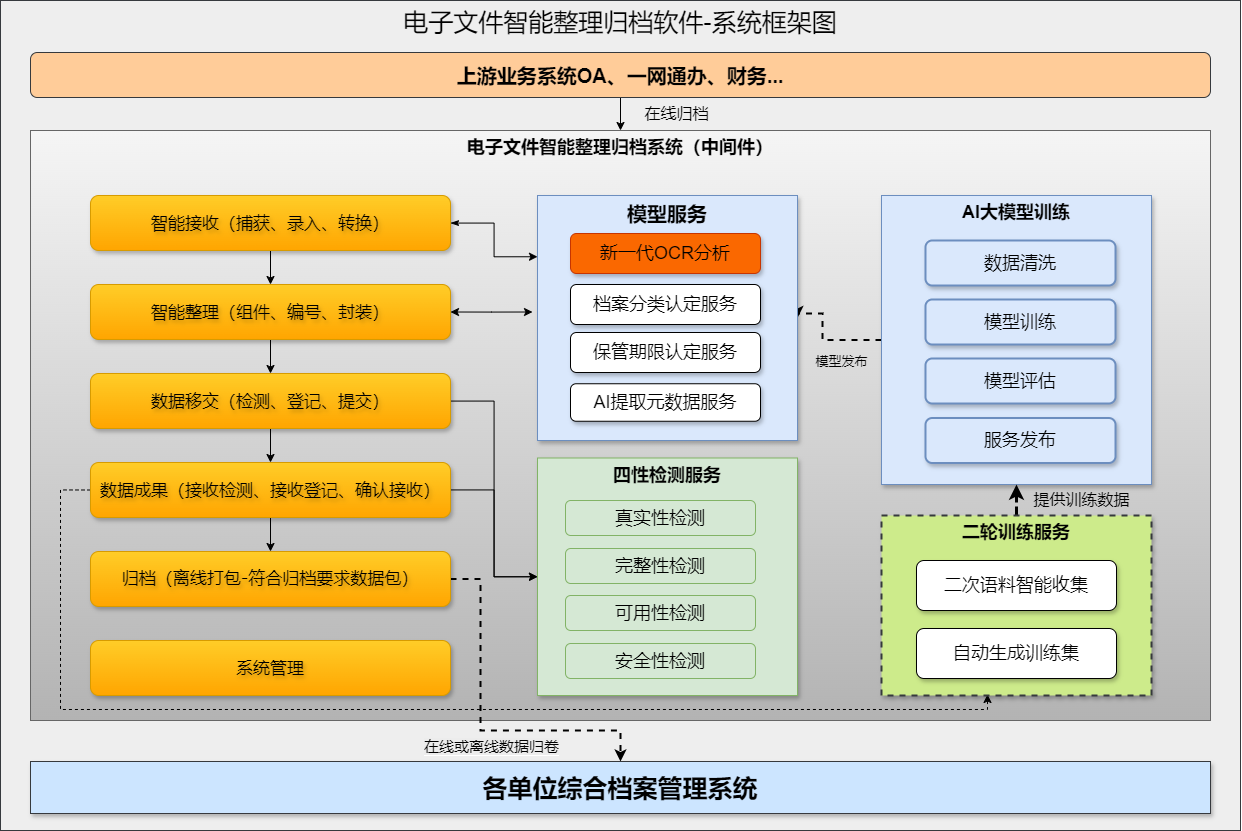 电子文件智能整理归档软件-系统框架图
上游业务系统OA、一网通办、财务...
在线归档
电子文件智能整理归档系统（中间件）
智能接收（捕获、录入、转换）
智能整理（组件、编号、封装）
数据移交（检测、登记、提交）
数据成果（接收检测、接收登记、确认接收）
归档（离线打包-符合归档要求数据包）
系统管理
模型服务
新一代OCR分析
档案分类认定服务
保管期限认定服务
AI提取元数据服务
四性检测服务
真实性检测
完整性检测
可用性检测
安全性检测
模型发布
AI大模型训练
数据清洗
模型训练
模型评估
服务发布
提供训练数据
二轮训练服务
二次语料智能收集
自动生成训练集
在线或离线数据归卷
各单位综合档案管理系统